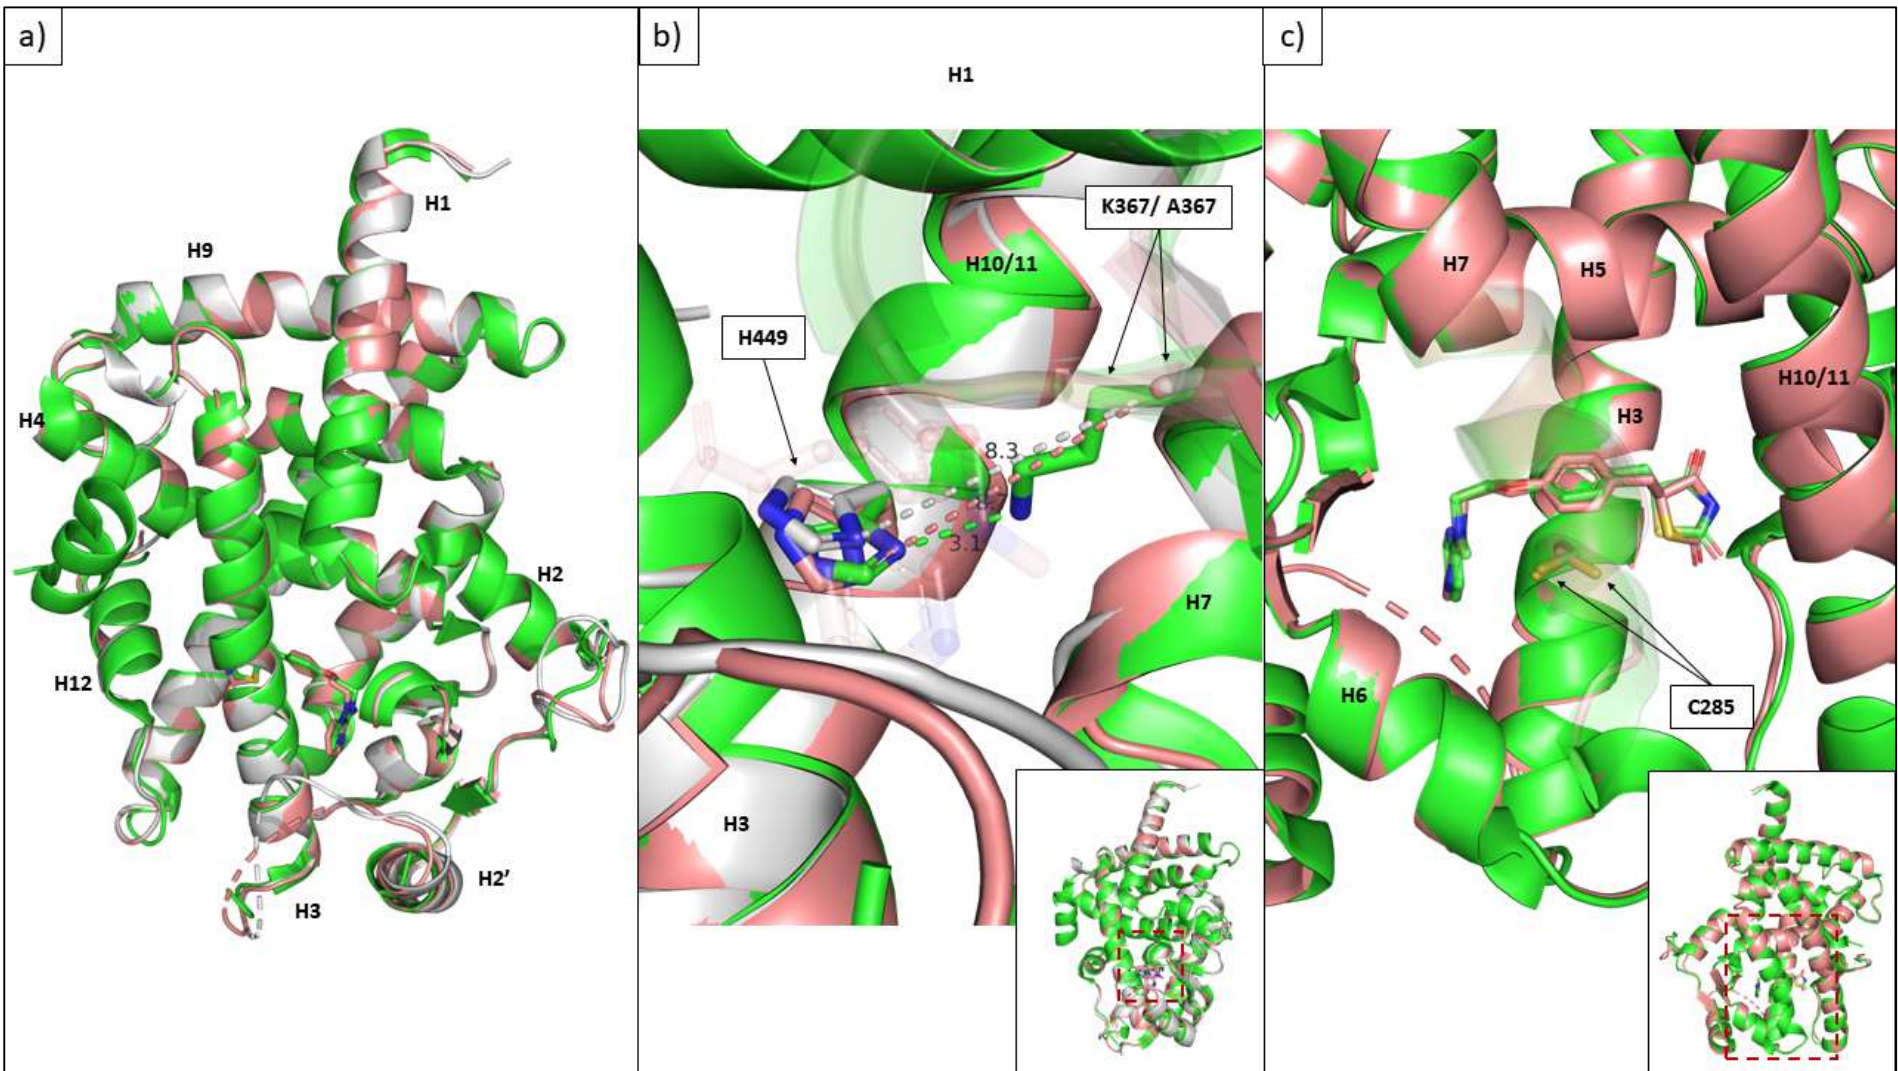 a)
H1
H9
H4
H2
H12
H2’
H3
b)
H1
K367/ A367
H10/11
H449
8.3
3.1
H7
H3
c)
H7
H5
H10/11
H3
H6
C285